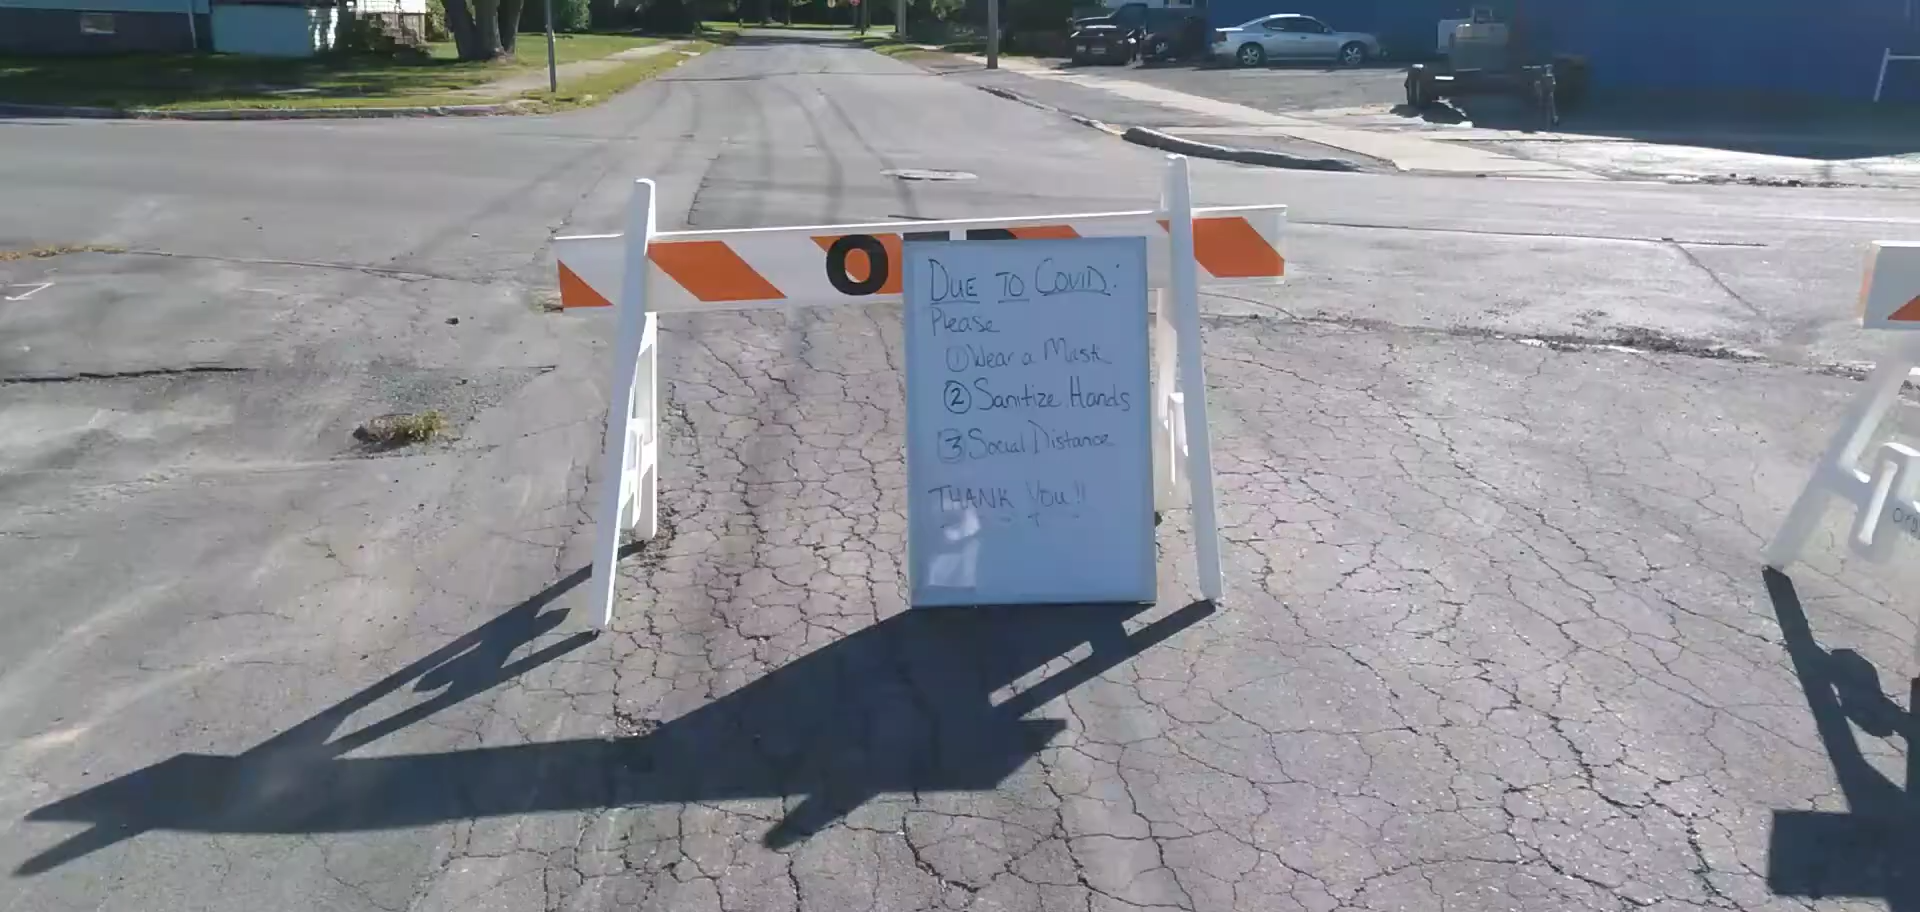 O
DUE TO COVID:
Please
① Wear a Mask
② Sanitize Hands
③ Social Distance
THANK YOU!!